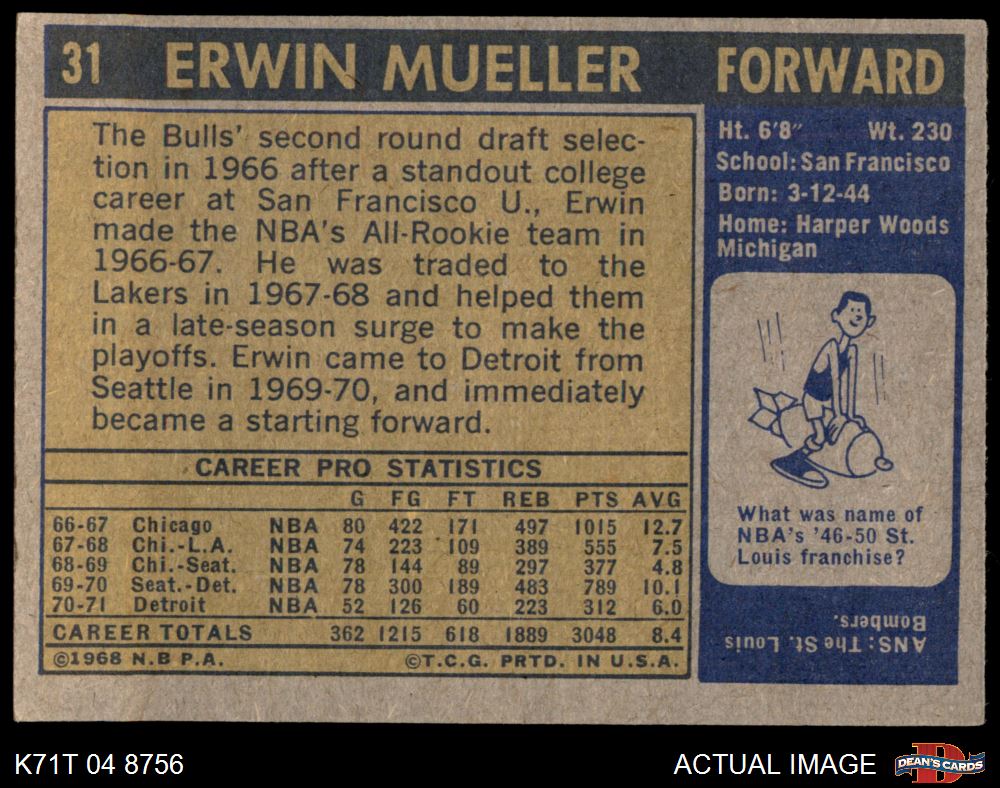 31 ERWIN MUELLER FORWARD
The Bulls' second round draft selec-
tion in 1966 after a standout college
career at San Francisco U., Erwin
made the NBA's All-Rookie team in
1966-67. He was traded to the
Lakers in 1967-68 and helped them
in a late-season surge to make the
playoffs. Erwin came to Detroit from
Seattle in 1969-70, and immediately
became a starting forward.
CAREER PRO STATISTICS
G FG FT REB PTS AVG
66-67 Chicago NBA 80 422 171 497 1015 12.7
67-68 Chi.-L.A. NBA 74 223 109 389 555 7.5
68-69 Chi.-Seat. NBA 78 144 89 297 377 4.8
69-70 Seat.-Det. NBA 78 300 189 483 789 10.1
70-71 Detroit NBA 52 126 60 223 312 6.0
CAREER TOTALS 362 1215 618 1889 3048 8.4
©1968 N.B P.A. ©T.C.G. PRTD. IN U.S.A.
Ht. 6'8" Wt. 230
School: San Francisco
Born: 3-12-44
Home: Harper Woods
Michigan
What was name of
NBA's '46-50 St.
Louis franchise?
ANS: The St. Louis
Bombers.
K71T 04 8756
ACTUAL IMAGE
DEAN'S CARDS